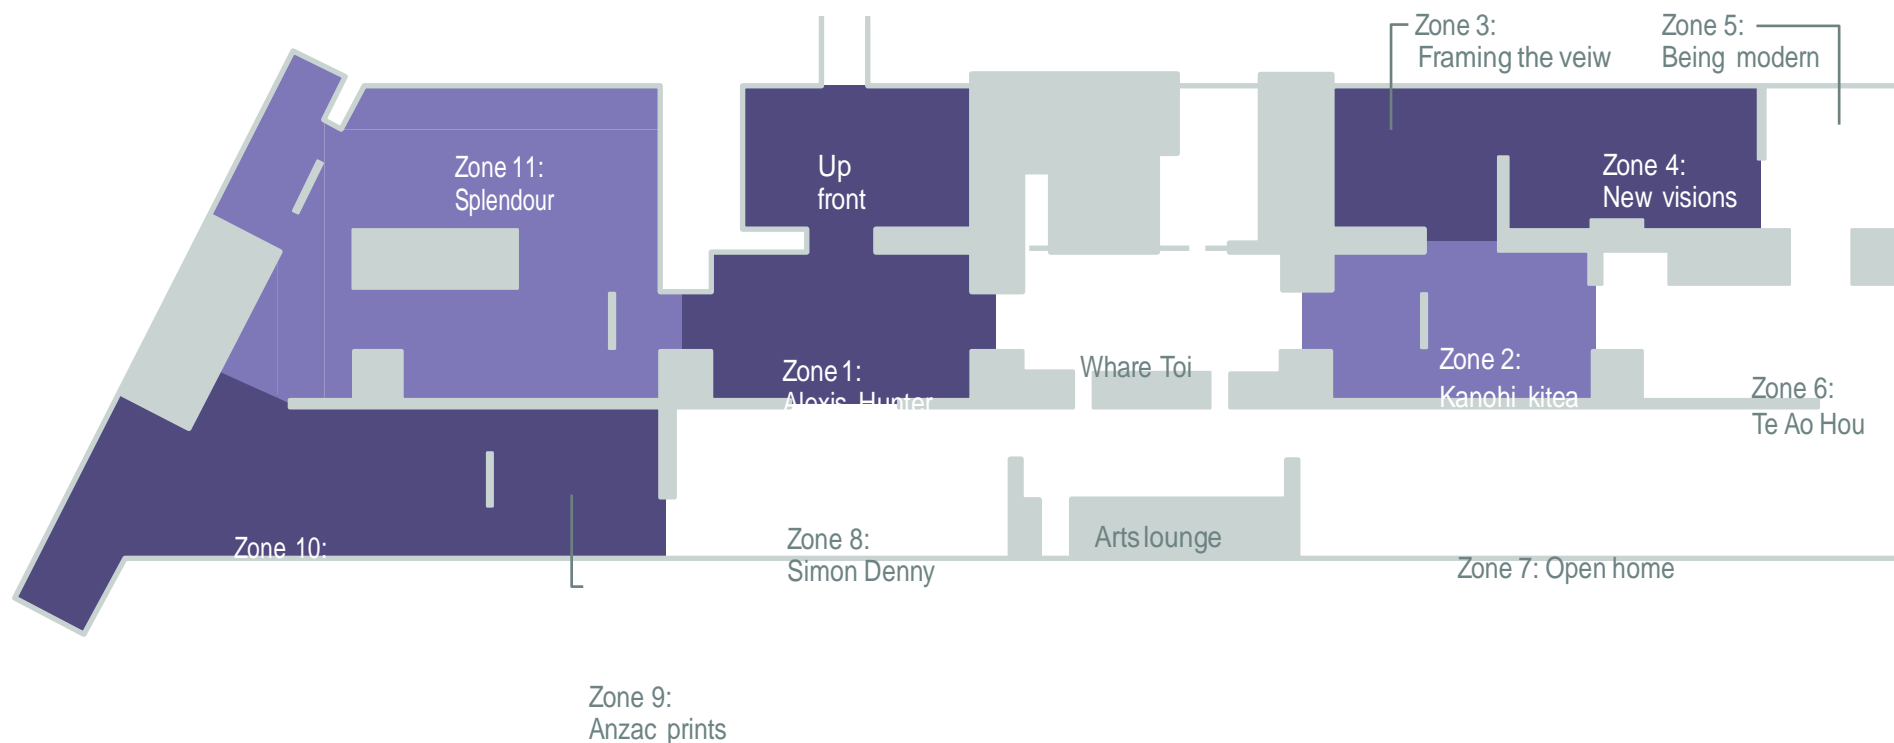 Zone 3:
Framing the veiw
Zone 5:
Being modern
Zone 11:
Splendour
Up
front
Zone 4:
New visions
Zone 1:
Alexis Hunter
Whare Toi
Zone 2:
Kanohi kitea
Zone 6:
Te Ao Hou
Zone 10:
Zone 8:
Simon Denny
Arts lounge
Zone 7: Open home
Zone 9:
Anzac prints